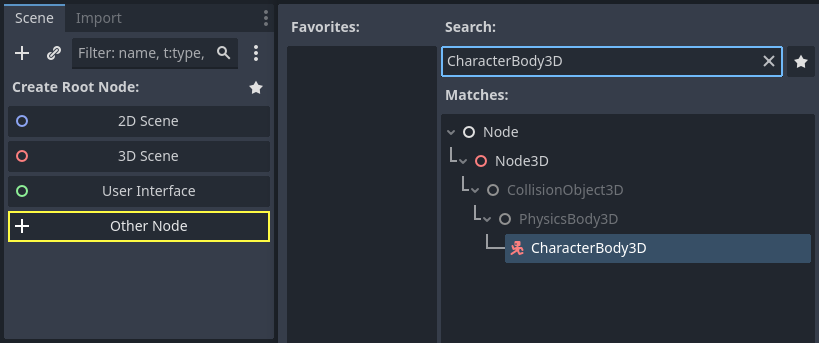 Scene
Import
Filter: name, t:type,
Create Root Node:
2D Scene
3D Scene
User Interface
Other Node
Favorites:
Search:
CharacterBody3D
Matches:
Node
Node3D
CollisionObject3D
PhysicsBody3D
CharacterBody3D